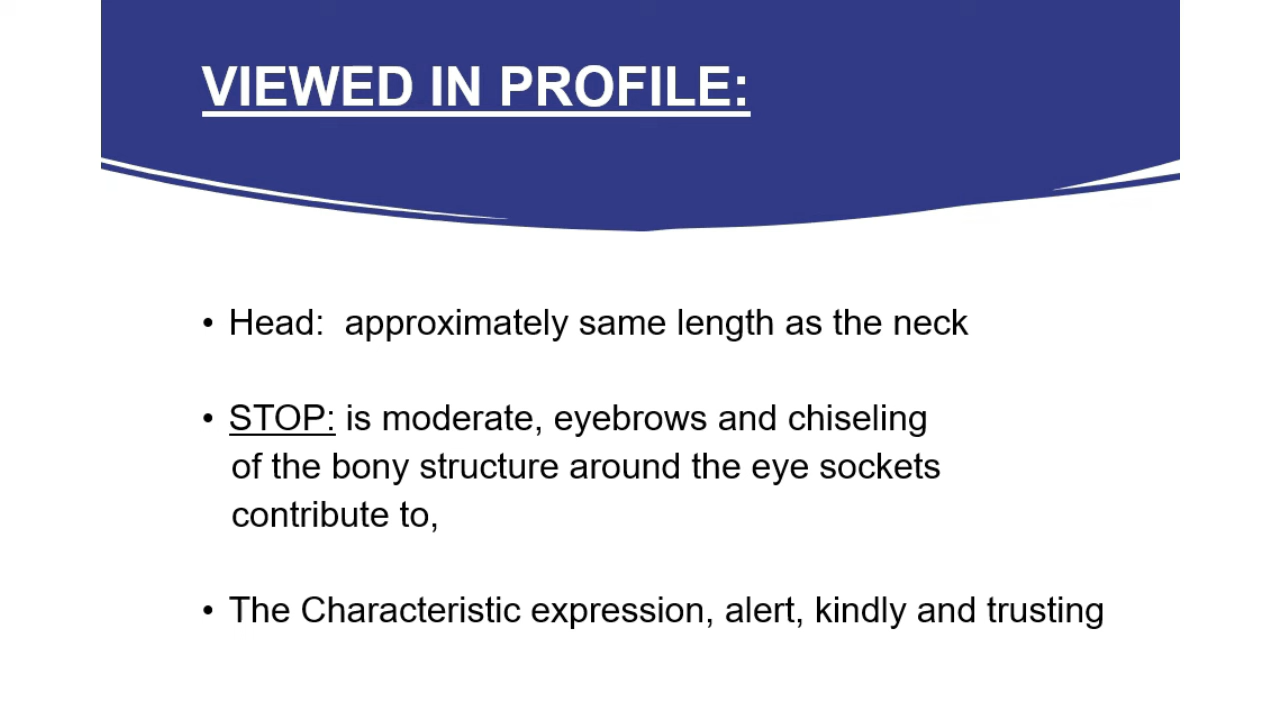 VIEWED IN PROFILE:
• Head:  approximately same length as the neck
• STOP: is moderate, eyebrows and chiseling
of the bony structure around the eye sockets
contribute to,
• The Characteristic expression, alert, kindly and trusting